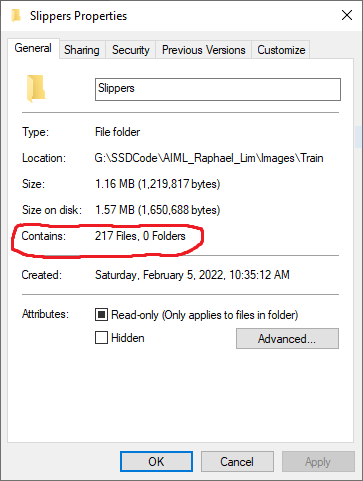 Slippers Properties
General Sharing Security Previous Versions Customize
Slippers
Type: File folder
Location: G:\SSDCode\AIML_Raphael_Lim\Images\Train
Size: 1.16 MB (1,219,817 bytes)
Size on disk: 1.57 MB (1,650,688 bytes)
Contains: 217 Files, 0 Folders
Created: Saturday, February 5, 2022, 10:35:12 AM
Attributes: Read-only (Only applies to files in folder)
Hidden Advanced...
OK Cancel Apply